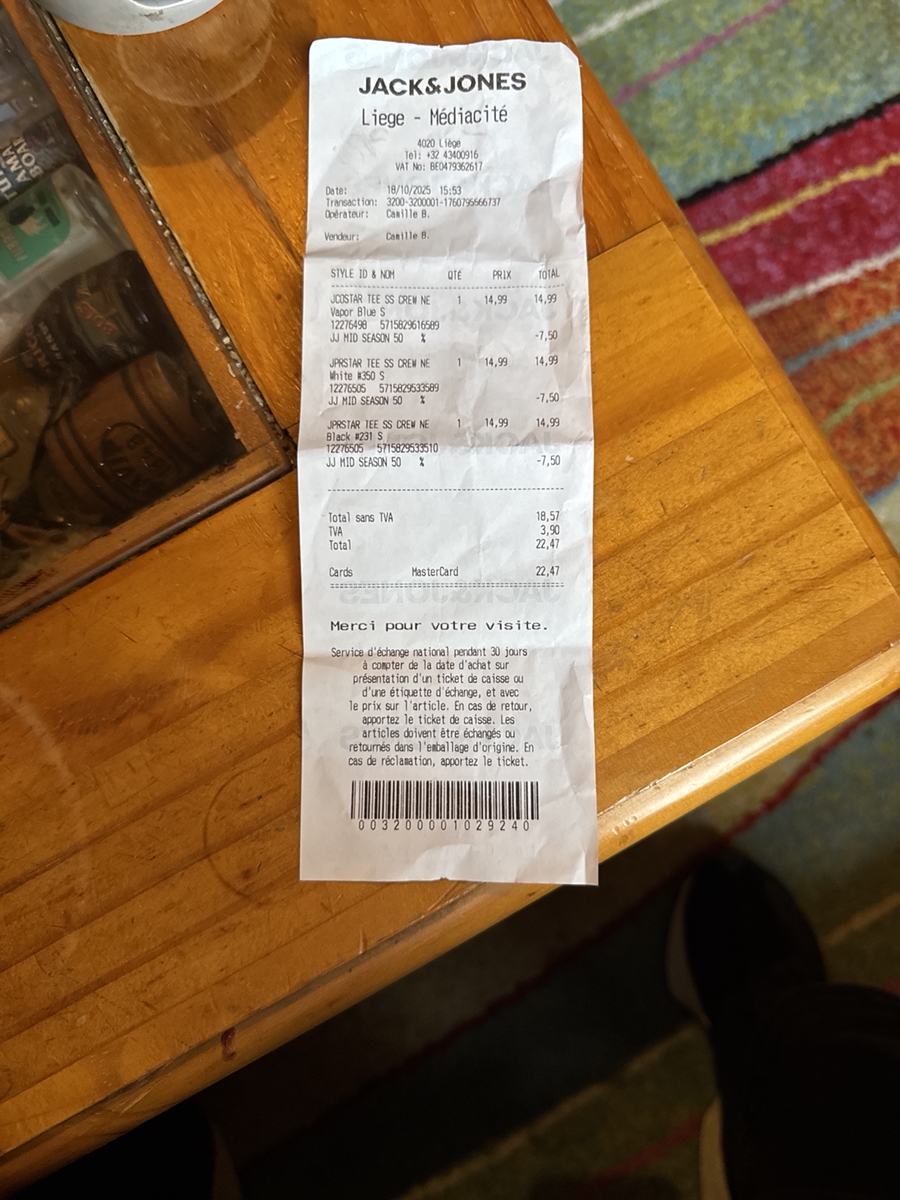 JACK&JONES
Liege - Médiacité
4020 Liége
Tel: +32 43400916
VAT No: BE0479362617
Date: 18/10/2025 15:53
Transaction: 3200-3200001-1760795566737
Opérateur: Camille B.
Vendeur: Camille B.
STYLE ID & NOM QTÉ PRIX TOTAL
JCOSTAR TEE SS CREW NE 1 14,99 14,99
Vapor Blue S
12276498 5715829616589
JJ MID SEASON 50 % -7,50
JPRSTAR TEE SS CREW NE 1 14,99 14,99
White #350 S
12276505 5715829533589
JJ MID SEASON 50 % -7,50
JPRSTAR TEE SS CREW NE 1 14,99 14,99
Black #231 S
12276505 5715829533510
JJ MID SEASON 50 % -7,50
Total sans TVA 18,57
TVA 3,90
Total 22,47
Cards MasterCard 22,47
Merci pour votre visite.
Service d'échange national pendant 30 jours
à compter de la date d'achat sur
présentation d'un ticket de caisse ou
d'une étiquette d'échange, et avec
le prix sur l'article. En cas de retour,
apportez le ticket de caisse. Les
articles doivent être échangés ou
retournés dans l'emballage d'origine. En
cas de réclamation, apportez le ticket.
0032000001029240